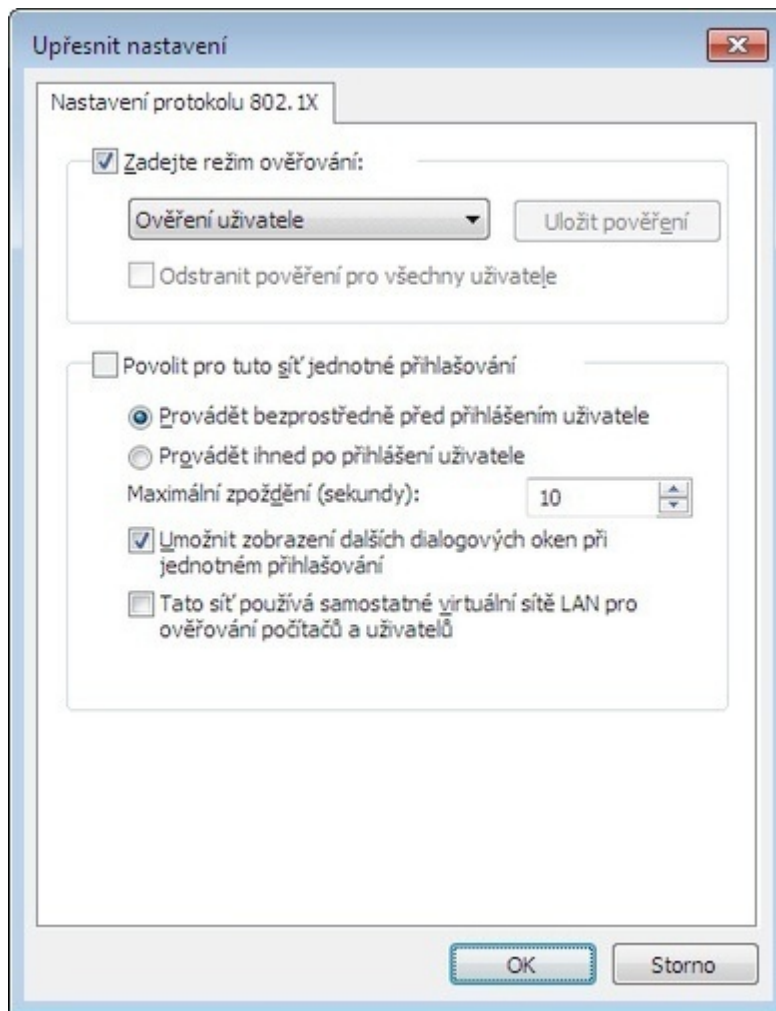 Upřesnit nastavení
Nastavení protokolu 802.1X
Zadejte režim ověřování:
Ověření uživatele
Uložit pověření
Odstranit pověření pro všechny uživatele
Povolit pro tuto síť jednotné přihlašování
Provádět bezprostředně před přihlášením uživatele
Provádět ihned po přihlášení uživatele
Maximální zpoždění (sekundy):
10
Umožnit zobrazení dalších dialogových oken při
jednotném přihlašování
Tato síť používá samostatné virtuální sítě LAN pro
ověřování počítačů a uživatelů
OK
Storno